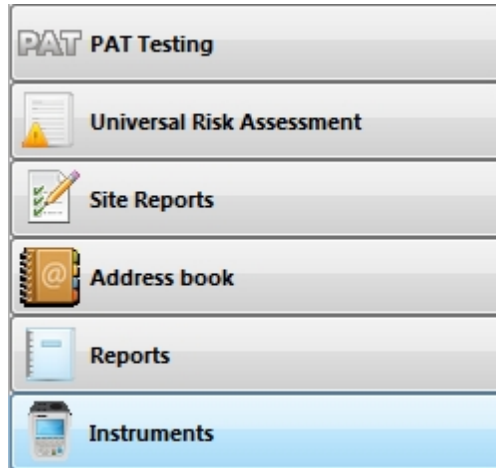 PAT PAT Testing
Universal Risk Assessment
Site Reports
@ Address book
Reports
Instruments